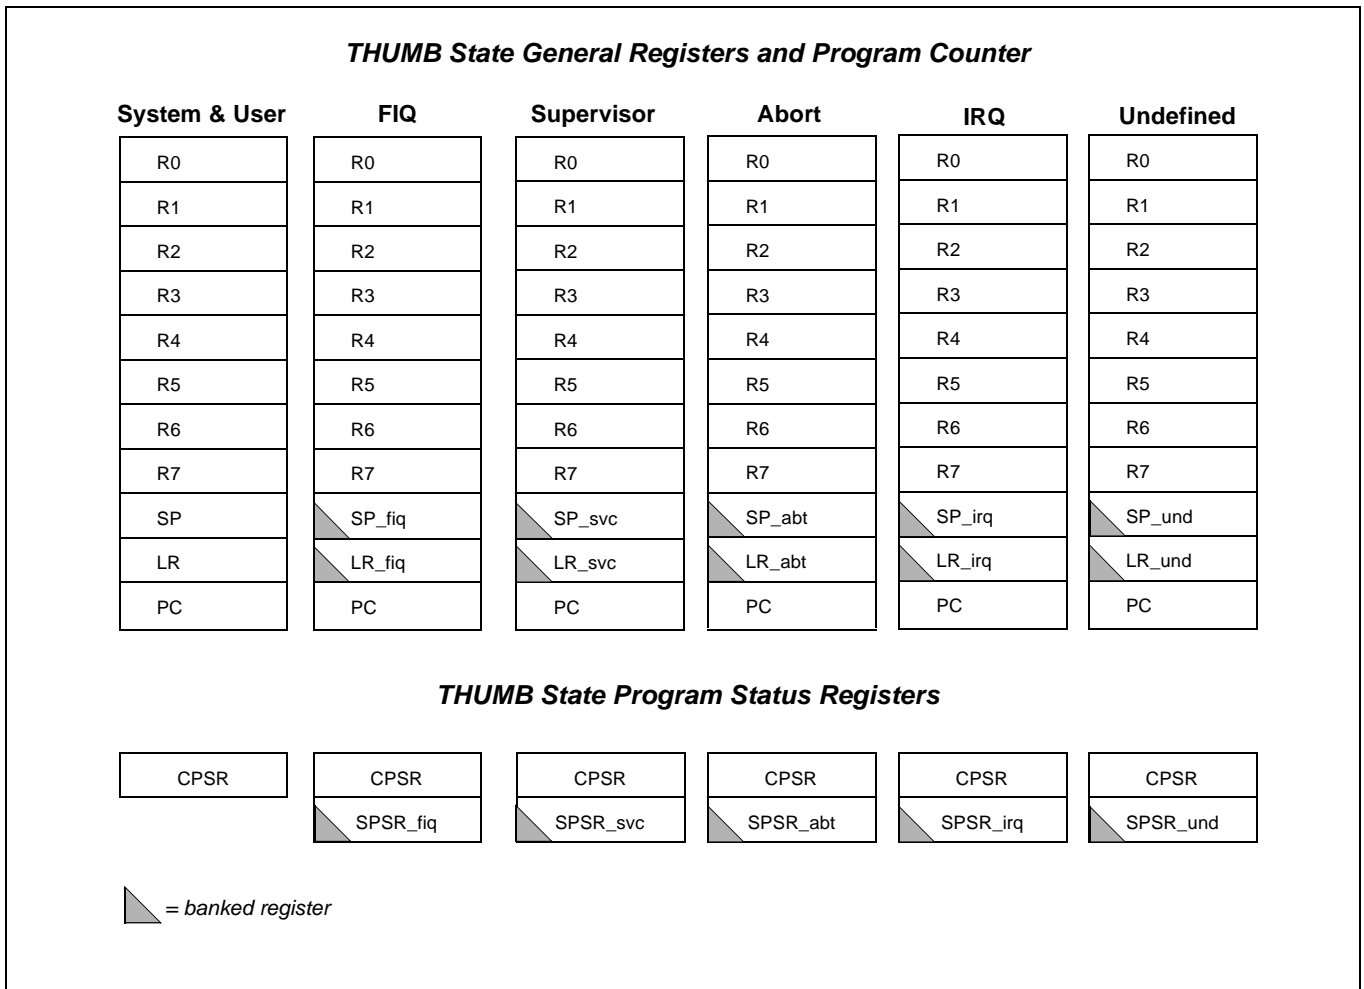 THUMB State General Registers and Program Counter
System & User FIQ Supervisor Abort IRQ Undefined
R0 R0 R0 R0 R0 R0
R1 R1 R1 R1 R1 R1
R2 R2 R2 R2 R2 R2
R3 R3 R3 R3 R3 R3
R4 R4 R4 R4 R4 R4
R5 R5 R5 R5 R5 R5
R6 R6 R6 R6 R6 R6
R7 R7 R7 R7 R7 R7
SP SP_fiq SP_svc SP_abt SP_irq SP_und
LR LR_fiq LR_svc LR_abt LR_irq LR_und
PC PC PC PC PC PC
THUMB State Program Status Registers
CPSR CPSR CPSR CPSR CPSR CPSR
SPSR_fiq SPSR_svc SPSR_abt SPSR_irq SPSR_und
= banked register